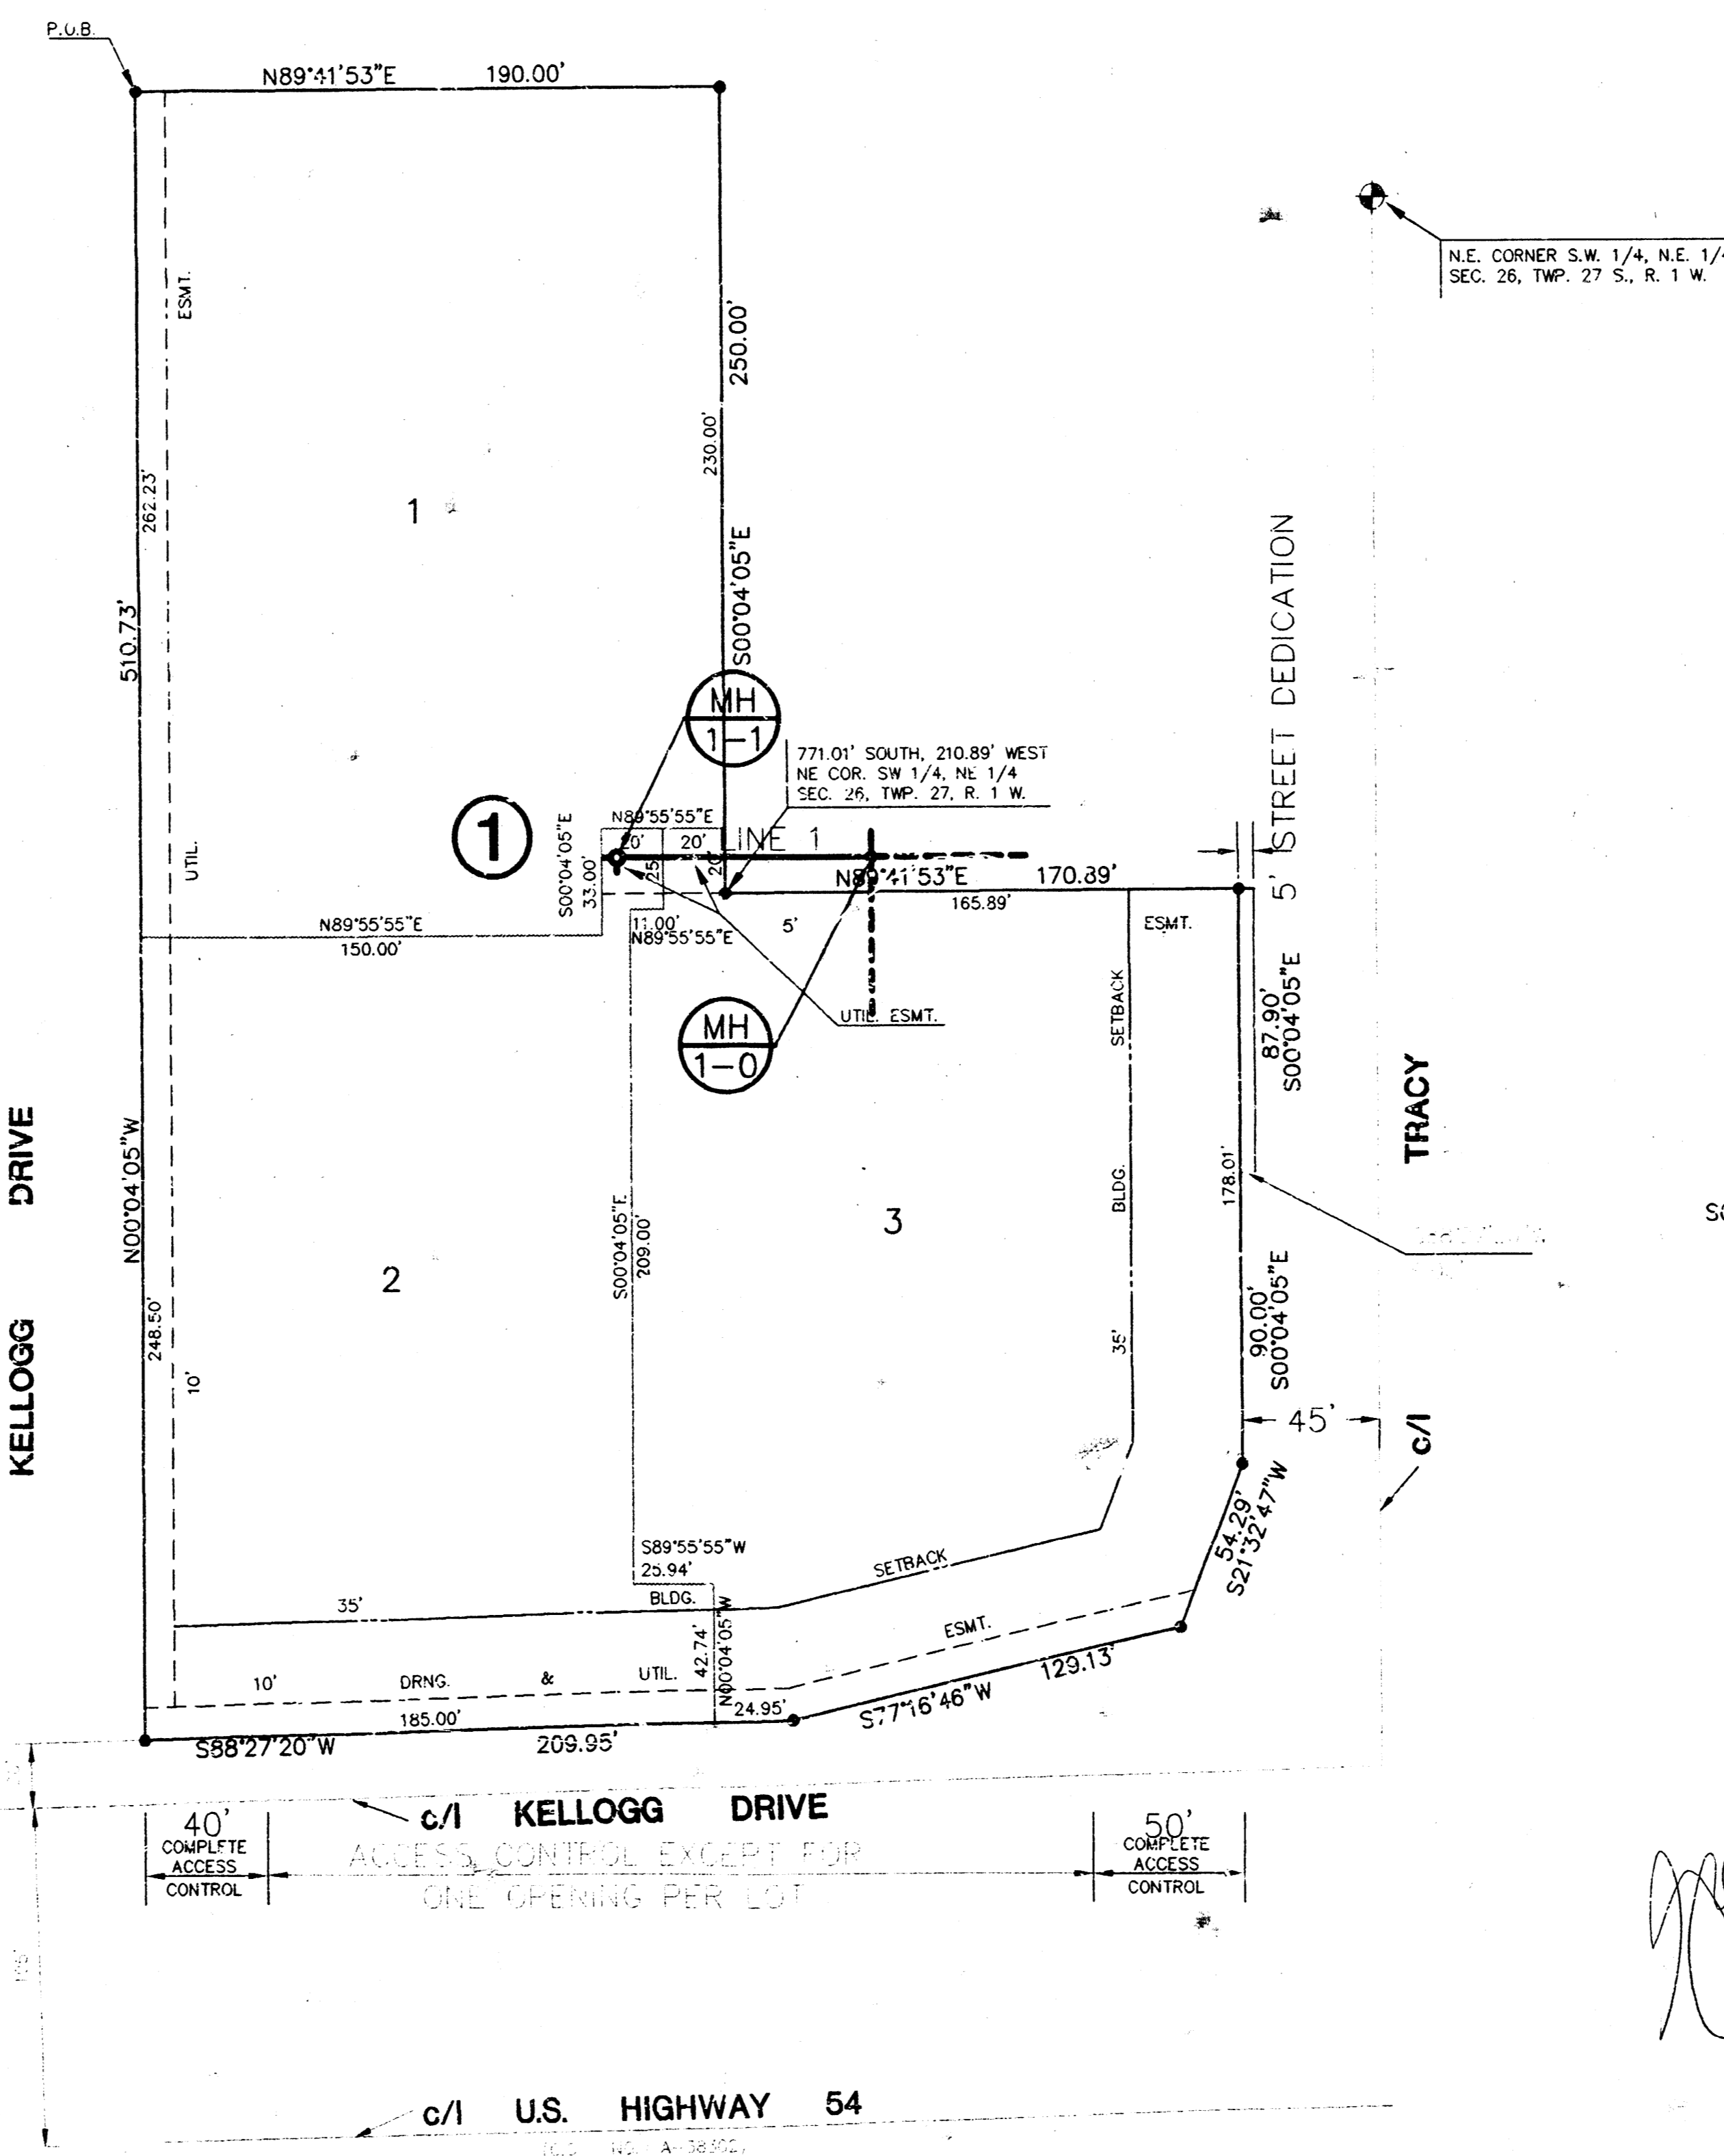 P.O.B.
N89°41'53"E 190.00'
N.E. CORNER S.W. 1/4, N.E. 1/4
SEC. 26, TWP. 27 S., R. 1 W.
ESMT.
250.00'
230.00'
262.23'
1
510.73'
S00°04'05"E
5' STREET DEDICATION
MH
1-1
771.01' SOUTH, 210.89' WEST
NE COR. SW 1/4, NE 1/4
SEC. 26, TWP. 27, R. 1 W.
1
UTIL.
N89°55'55"E
S00°04'05"E
33.00'
20'
20'
25'
20'
LINE 1
N89°41'53"E 170.89'
165.89'
N89°55'55"E
150.00'
11.00'
N89°55'55"E
5'
ESMT.
UTIL. ESMT.
MH
1-0
SETBACK
87.90'
S00°04'05"E
TRACY
KELLOGG DRIVE
N00°04'05"W
178.01'
BLDG.
S00°04'05"E
209.00'
3
2
248.50'
10'
35'
90.00'
S00°04'05"E
45'
c/l
54.29'
S21°32'47"W
S89°55'55"W
25.94'
BLDG.
SETBACK
35'
42.74'
N00°04'05"W
ESMT.
10' DRNG. & UTIL.
129.13'
S77°16'46"W
185.00'
24.95'
S88°27'20"W 209.95'
c/l KELLOGG DRIVE
40'
COMPLETE
ACCESS
CONTROL
ACCESS CONTROL EXCEPT FOR
ONE OPENING PER LOT
50'
COMPLETE
ACCESS
CONTROL
c/l U.S. HIGHWAY 54